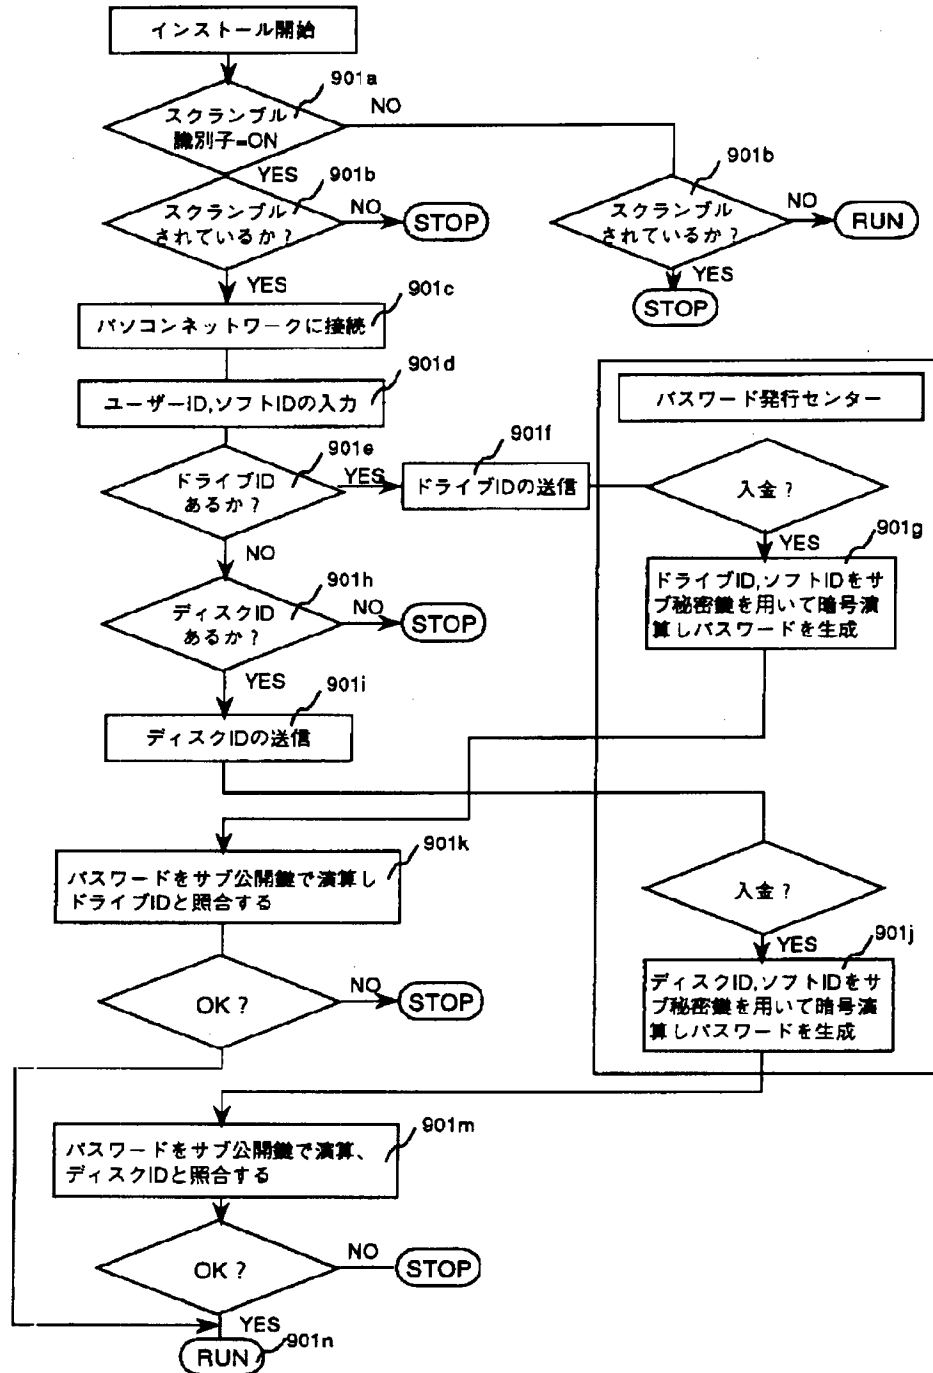 インストール開始
901a
スクランブル
識別子=ON
NO
YES
901b
スクランブル
されているか?
NO
STOP
YES
901b
スクランブル
されているか?
NO
RUN
YES
STOP
901c
パソコンネットワークに接続
901d
ユーザーID,ソフトIDの入力
パスワード発行センター
901e
ドライブID
あるか?
YES
901f
ドライブIDの送信
入金?
NO
YES
901g
ドライブID,ソフトIDをサ
ブ秘密鍵を用いて暗号演
算しパスワードを生成
901h
ディスクID
あるか?
NO
STOP
YES
901i
ディスクIDの送信
901k
パスワードをサブ公開鍵で演算し
ドライブIDと照合する
入金?
YES
901j
ディスクID,ソフトIDをサ
ブ秘密鍵を用いて暗号演
算しパスワードを生成
OK?
NO
STOP
901m
パスワードをサブ公開鍵で演算、
ディスクIDと照合する
OK?
NO
STOP
YES
RUN
901n